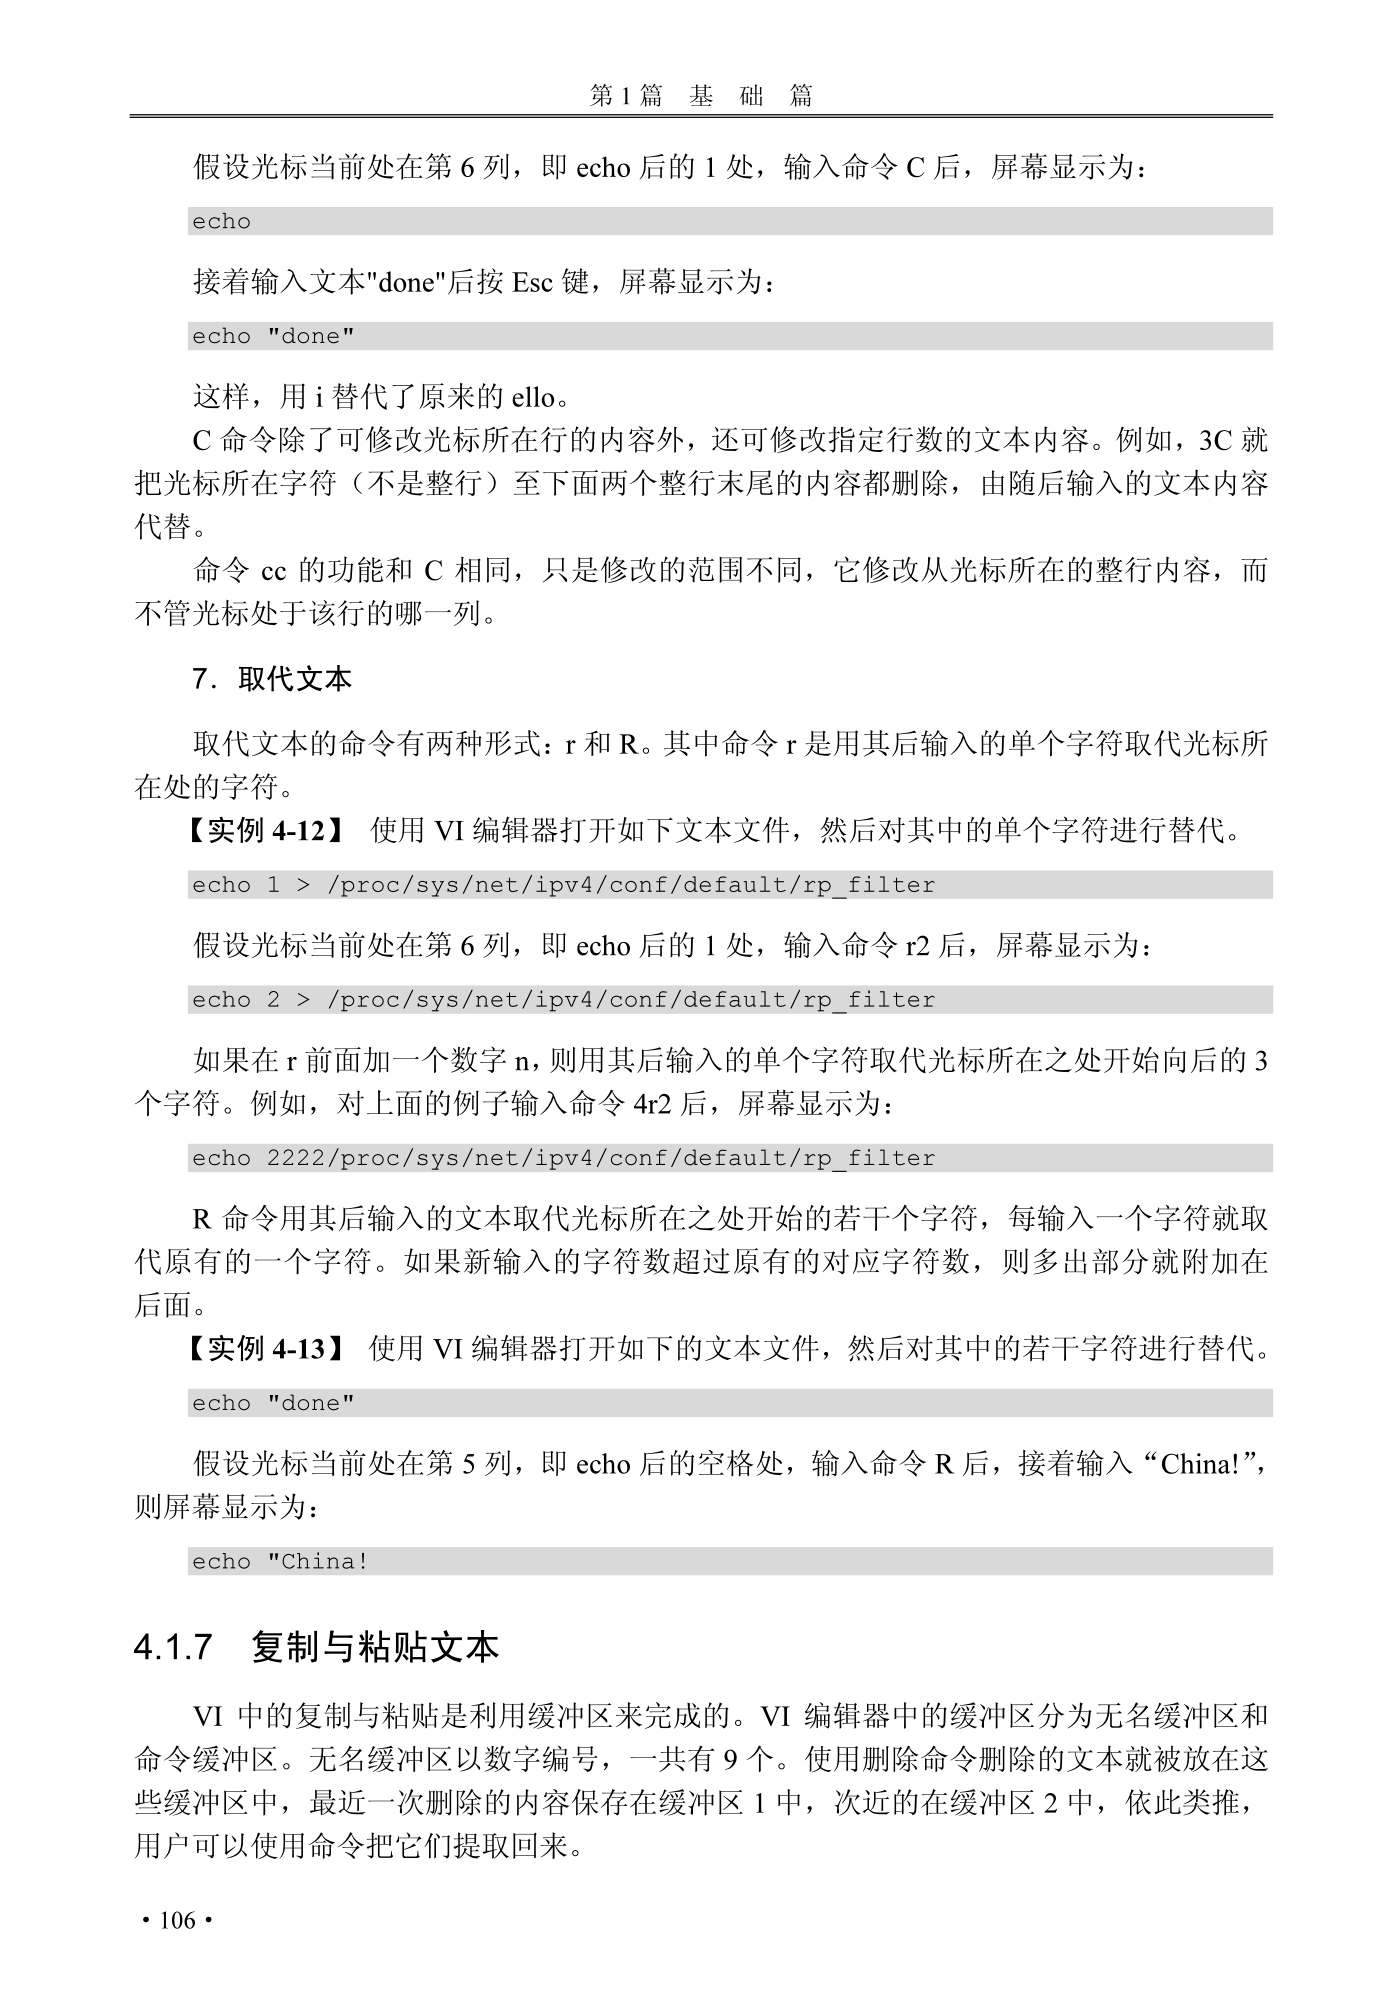 第 1 篇 基 础 篇
假设光标当前处在第 6 列，即 echo 后的 1 处，输入命令 C 后，屏幕显示为：
echo
接着输入文本"done"后按 Esc 键，屏幕显示为：
echo "done"
这样，用 i 替代了原来的 ello。
C 命令除了可修改光标所在行的内容外，还可修改指定行数的文本内容。例如，3C 就
把光标所在字符（不是整行）至下面两个整行末尾的内容都删除，由随后输入的文本内容
代替。
命令 cc 的功能和 C 相同，只是修改的范围不同，它修改从光标所在的整行内容，而
不管光标处于该行的哪一列。
7．取代文本
取代文本的命令有两种形式：r 和 R。其中命令 r 是用其后输入的单个字符取代光标所
在处的字符。
【实例 4-12】 使用 VI 编辑器打开如下文本文件，然后对其中的单个字符进行替代。
echo 1 > /proc/sys/net/ipv4/conf/default/rp_filter
假设光标当前处在第 6 列，即 echo 后的 1 处，输入命令 r2 后，屏幕显示为：
echo 2 > /proc/sys/net/ipv4/conf/default/rp_filter
如果在 r 前面加一个数字 n，则用其后输入的单个字符取代光标所在之处开始向后的 3
个字符。例如，对上面的例子输入命令 4r2 后，屏幕显示为：
echo 2222/proc/sys/net/ipv4/conf/default/rp_filter
R 命令用其后输入的文本取代光标所在之处开始的若干个字符，每输入一个字符就取
代原有的一个字符。如果新输入的字符数超过原有的对应字符数，则多出部分就附加在
后面。
【实例 4-13】 使用 VI 编辑器打开如下的文本文件，然后对其中的若干字符进行替代。
echo "done"
假设光标当前处在第 5 列，即 echo 后的空格处，输入命令 R 后，接着输入“China!”，
则屏幕显示为：
echo "China!
4.1.7 复制与粘贴文本
VI 中的复制与粘贴是利用缓冲区来完成的。VI 编辑器中的缓冲区分为无名缓冲区和
命令缓冲区。无名缓冲区以数字编号，一共有 9 个。使用删除命令删除的文本就被放在这
些缓冲区中，最近一次删除的内容保存在缓冲区 1 中，次近的在缓冲区 2 中，依此类推，
用户可以使用命令把它们提取回来。
• 106 •